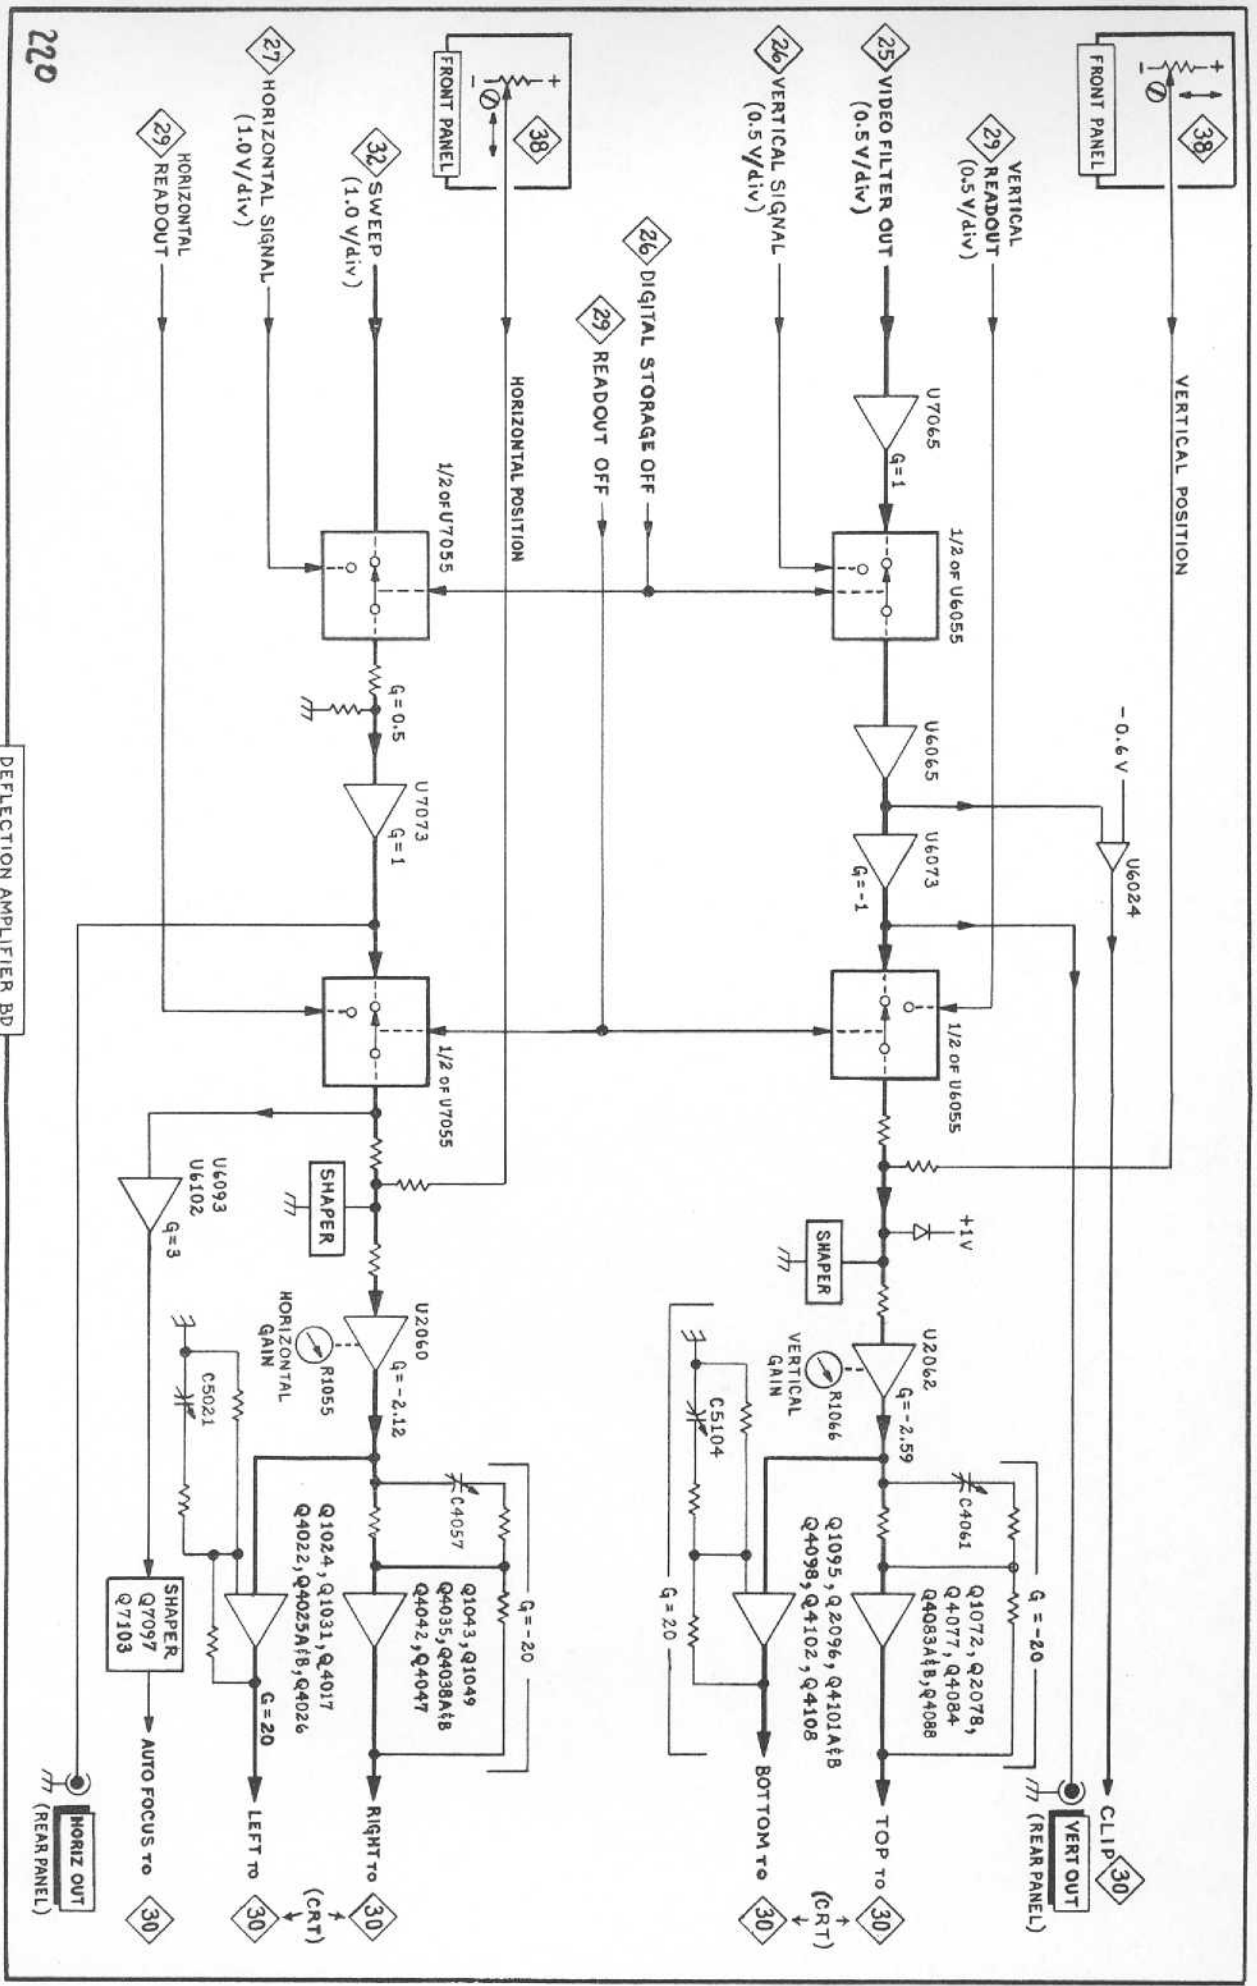 38
+
-
FRONT PANEL
VERTICAL POSITION
-0.6 V
U6024
CLIP
30
VERT OUT
(REAR PANEL)
VERTICAL
29
READOUT
(0.5 V/div)
25
VIDEO FILTER OUT
(0.5 V/div)
U7065
G=1
1/2 OF U6055
U6065
U6073
G=-1
1/2 OF U6055
+1V
SHAPER
U2062
G=-2.59
R1066
VERTICAL
GAIN
C4061
G=-20
Q1072, Q2078,
Q4077, Q4084
Q4083A&B, Q4088
TOP TO
30
(CRT)
26
VERTICAL SIGNAL
(0.5 V/div)
C5104
Q1095, Q2096, Q4101A&B
Q4098, Q4102, Q4108
G=20
BOTTOM TO
30
26
DIGITAL STORAGE OFF
29
READOUT OFF
38
+
-
FRONT PANEL
HORIZONTAL POSITION
32
SWEEP
(1.0 V/div)
1/2 OF U7055
G=0.5
U7073
G=1
1/2 OF U7055
SHAPER
U2060
G=-2.12
R1055
HORIZONTAL
GAIN
C4057
G=-20
Q1043, Q1049
Q4035, Q4038A&B
Q4042, Q4047
RIGHT TO
30
(CRT)
27
HORIZONTAL SIGNAL
(1.0 V/div)
C5021
Q1024, Q1031, Q4017
Q4022, Q4025A&B, Q4026
G=20
LEFT TO
30
HORIZONTAL
29
READOUT
U6093
U6102
G=3
SHAPER
Q7097
Q7103
AUTO FOCUS TO
30
HORIZ OUT
(REAR PANEL)
220
DEFLECTION AMPLIFIER BD